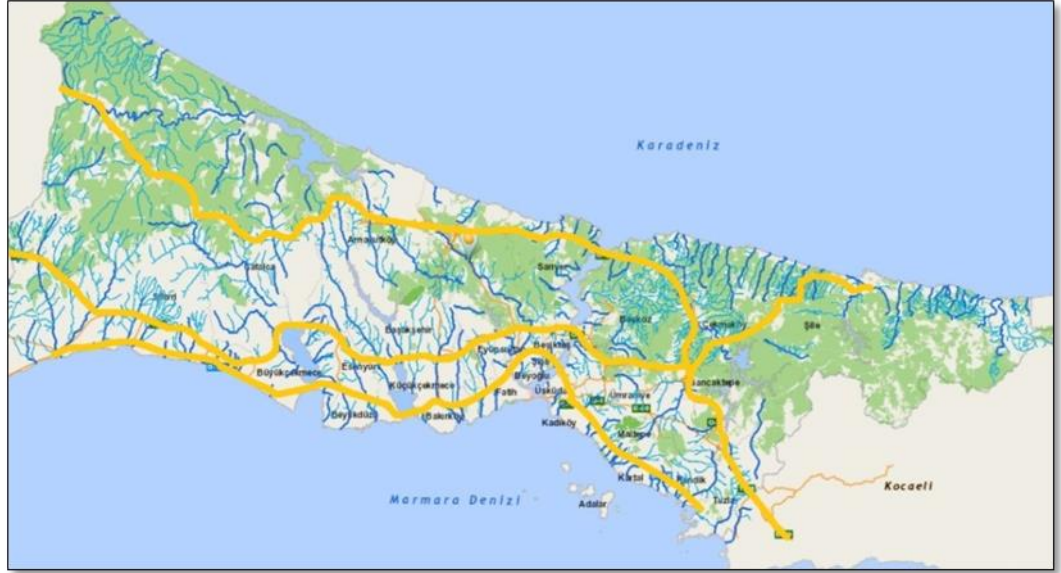 Karadeniz
Arnavutköy
Sarıyer
Çatalca
Silivri
Beykoz
Çekmeköy
Şile
Başakşehir
Eyüpsultan
Beşiktaş
Şişli
Büyükçekmece
Esenyurt
Küçükçekmece
Beyoğlu
Üsküdar
Ümraniye
Sancaktepe
Fatih
Beylikdüzü
Bakırköy
Kadıköy
Maltepe
Kartal
Pendik
Tuzla
Adalar
Kocaeli
Marmara Denizi